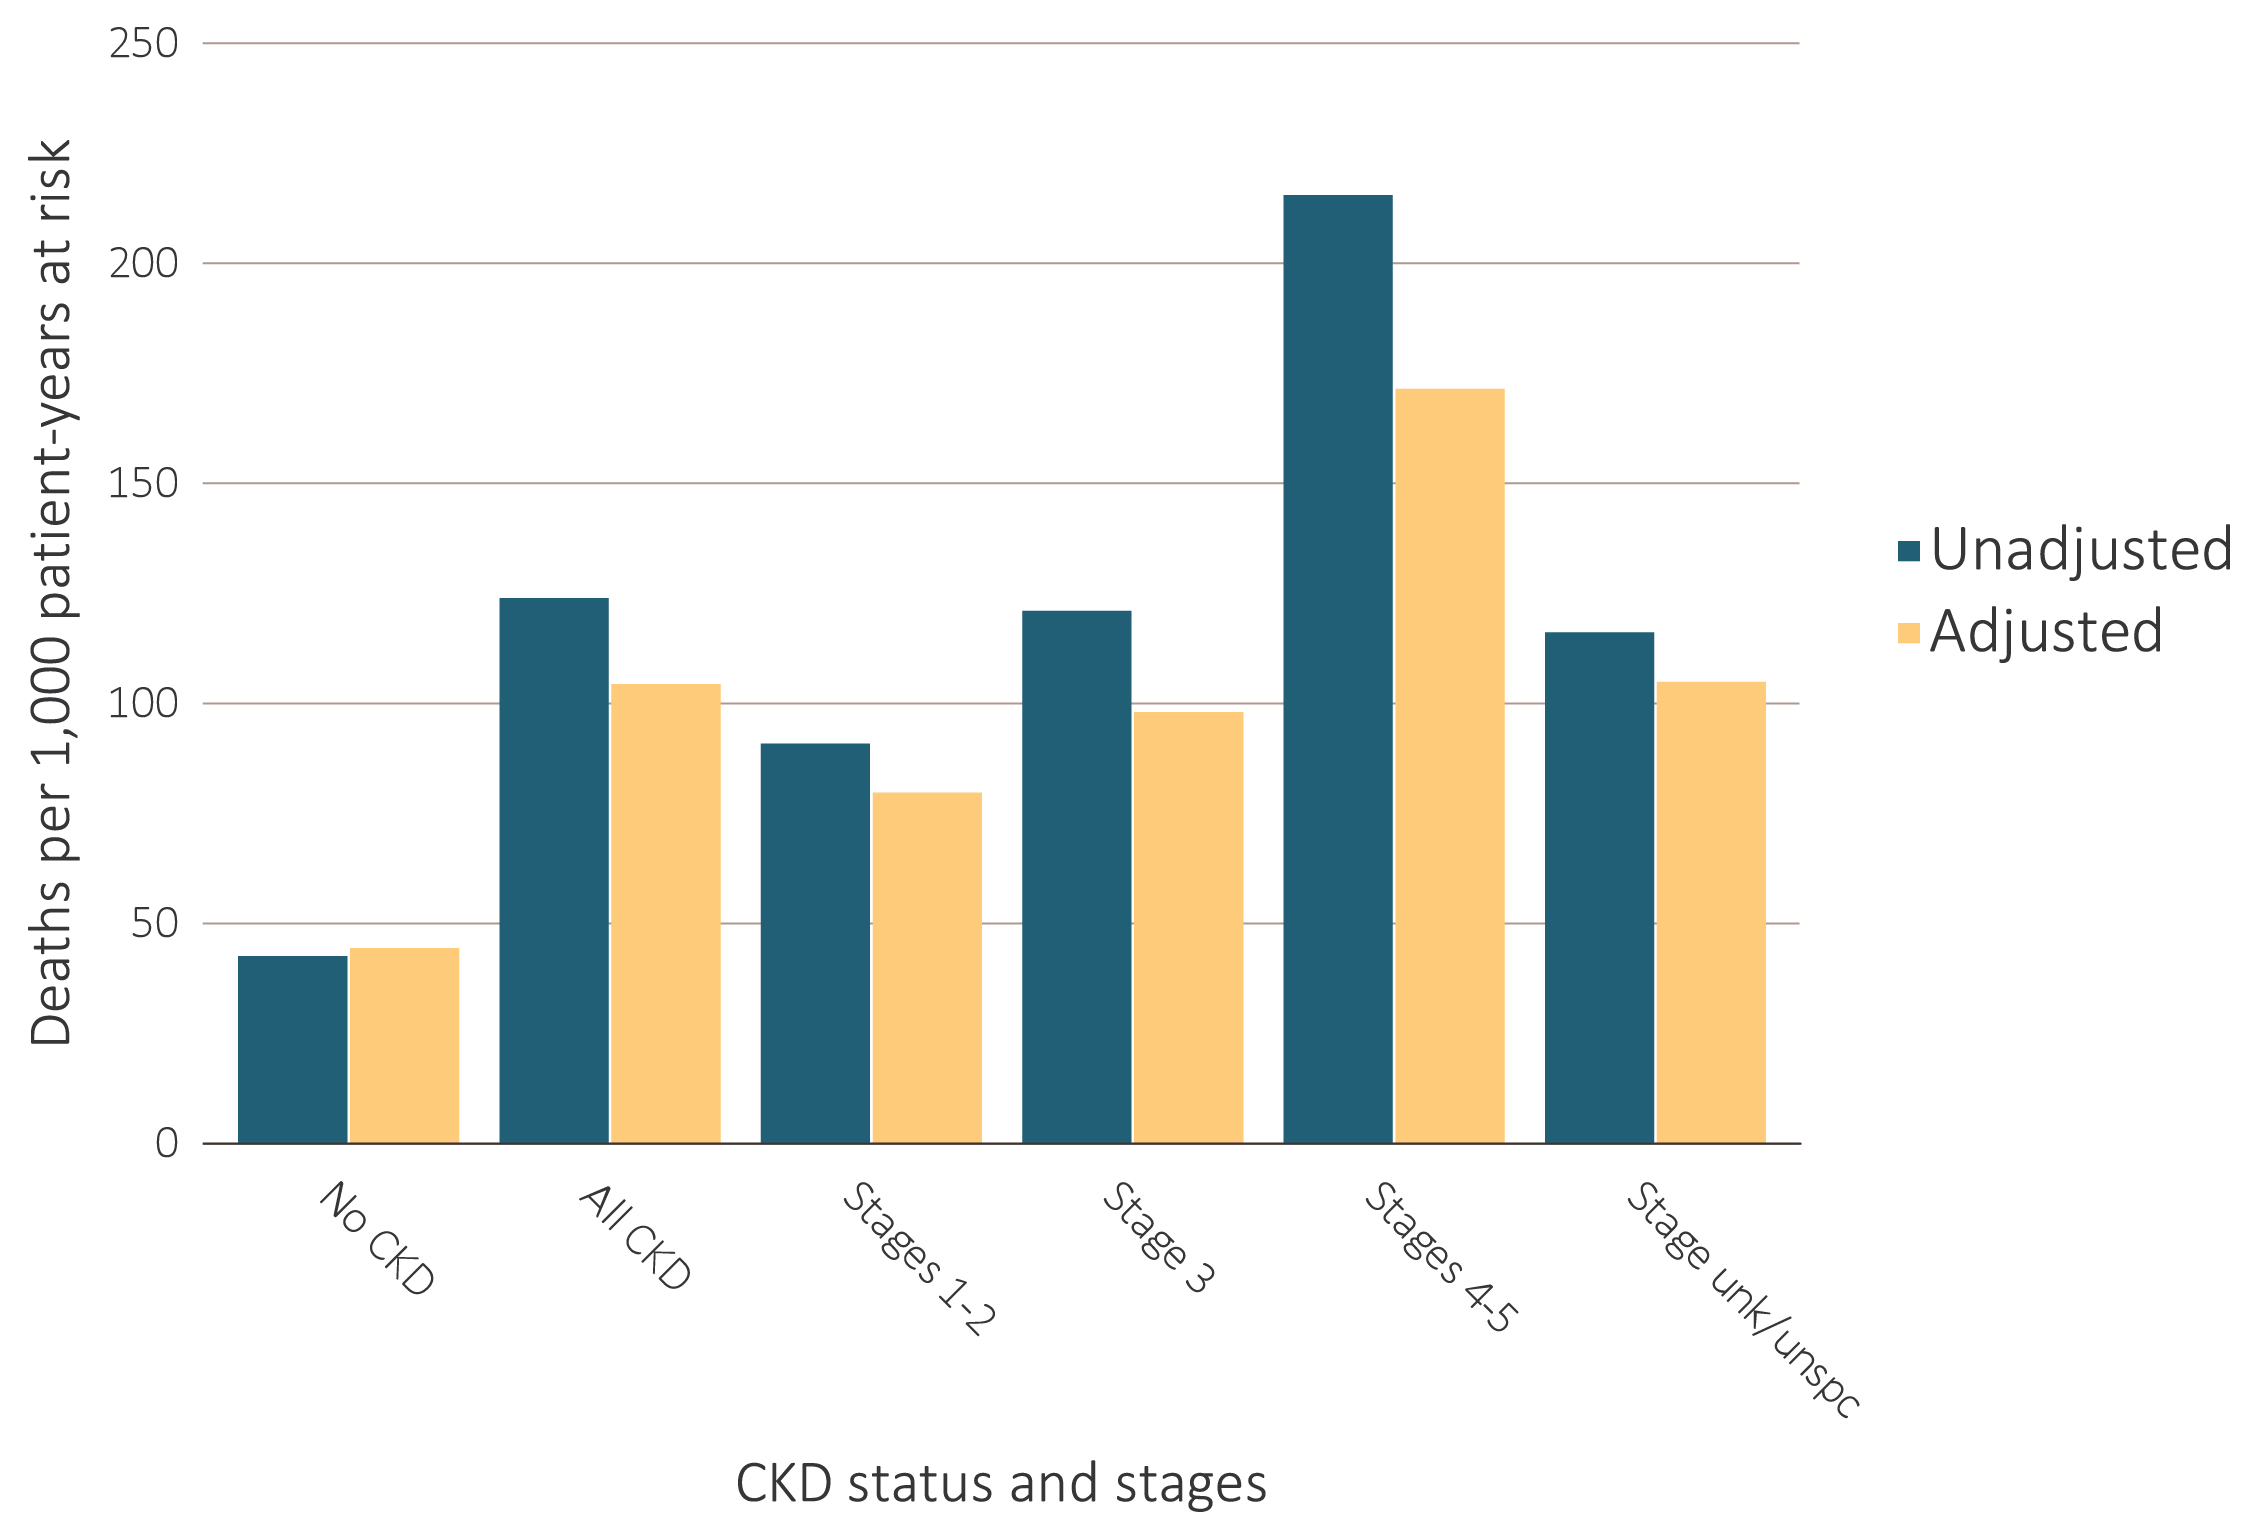 Deaths per 1,000 patient-years at risk
250
200
150
100
50
0
No CKD
All CKD
Stages 1-2
Stage 3
Stages 4-5
Stage unk/unspc
CKD status and stages
Unadjusted
Adjusted